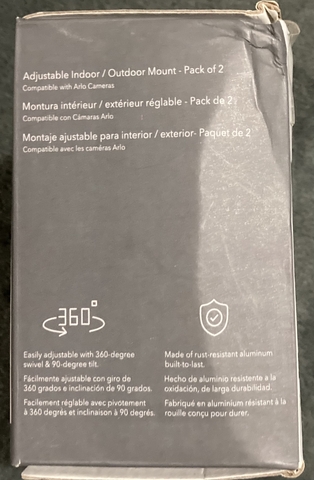 Adjustable Indoor / Outdoor Mount - Pack of 2
Compatible with Arlo Cameras
Montura intérieur / extérieur réglable - Pack de 2
Compatible con Cámaras Arlo
Montaje ajustable para interior / exterior- Paquet de 2
Compatible avec les caméras Arlo
360°
Easily adjustable with 360-degree
swivel & 90-degree tilt.
Fácilmente ajustable con giro de
360 grados e inclinación de 90 grados.
Facilement réglable avec pivotement
à 360 degrés et inclinaison à 90 degrés.
Made of rust-resistant aluminum
built-to-last.
Hecho de aluminio resistente a la
oxidación, de larga durabilidad.
Fabriqué en aluminium résistant à la
rouille conçu pour durer.